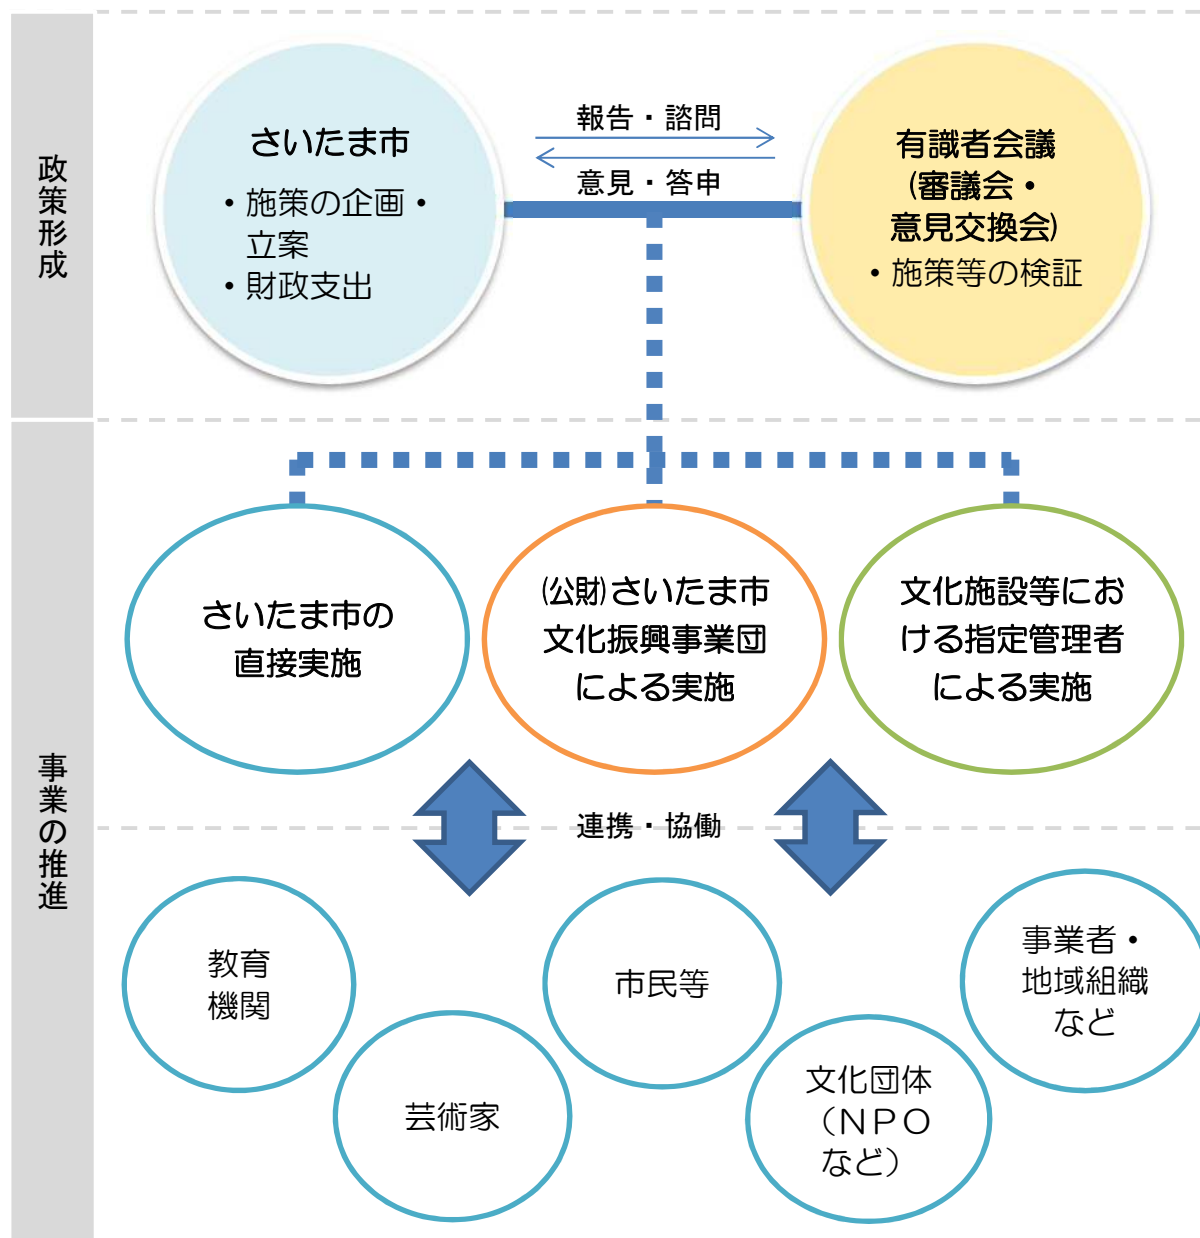 政策形成
さいたま市
・施策の企画・
立案
・財政支出
報告・諮問
意見・答申
有識者会議
(審議会・
意見交換会)
・施策等の検証
事業の推進
さいたま市の
直接実施
(公財)さいたま市
文化振興事業団
による実施
文化施設等にお
ける指定管理者
による実施
連携・協働
教育
機関
芸術家
市民等
文化団体
（ＮＰＯ
など）
事業者・
地域組織
など